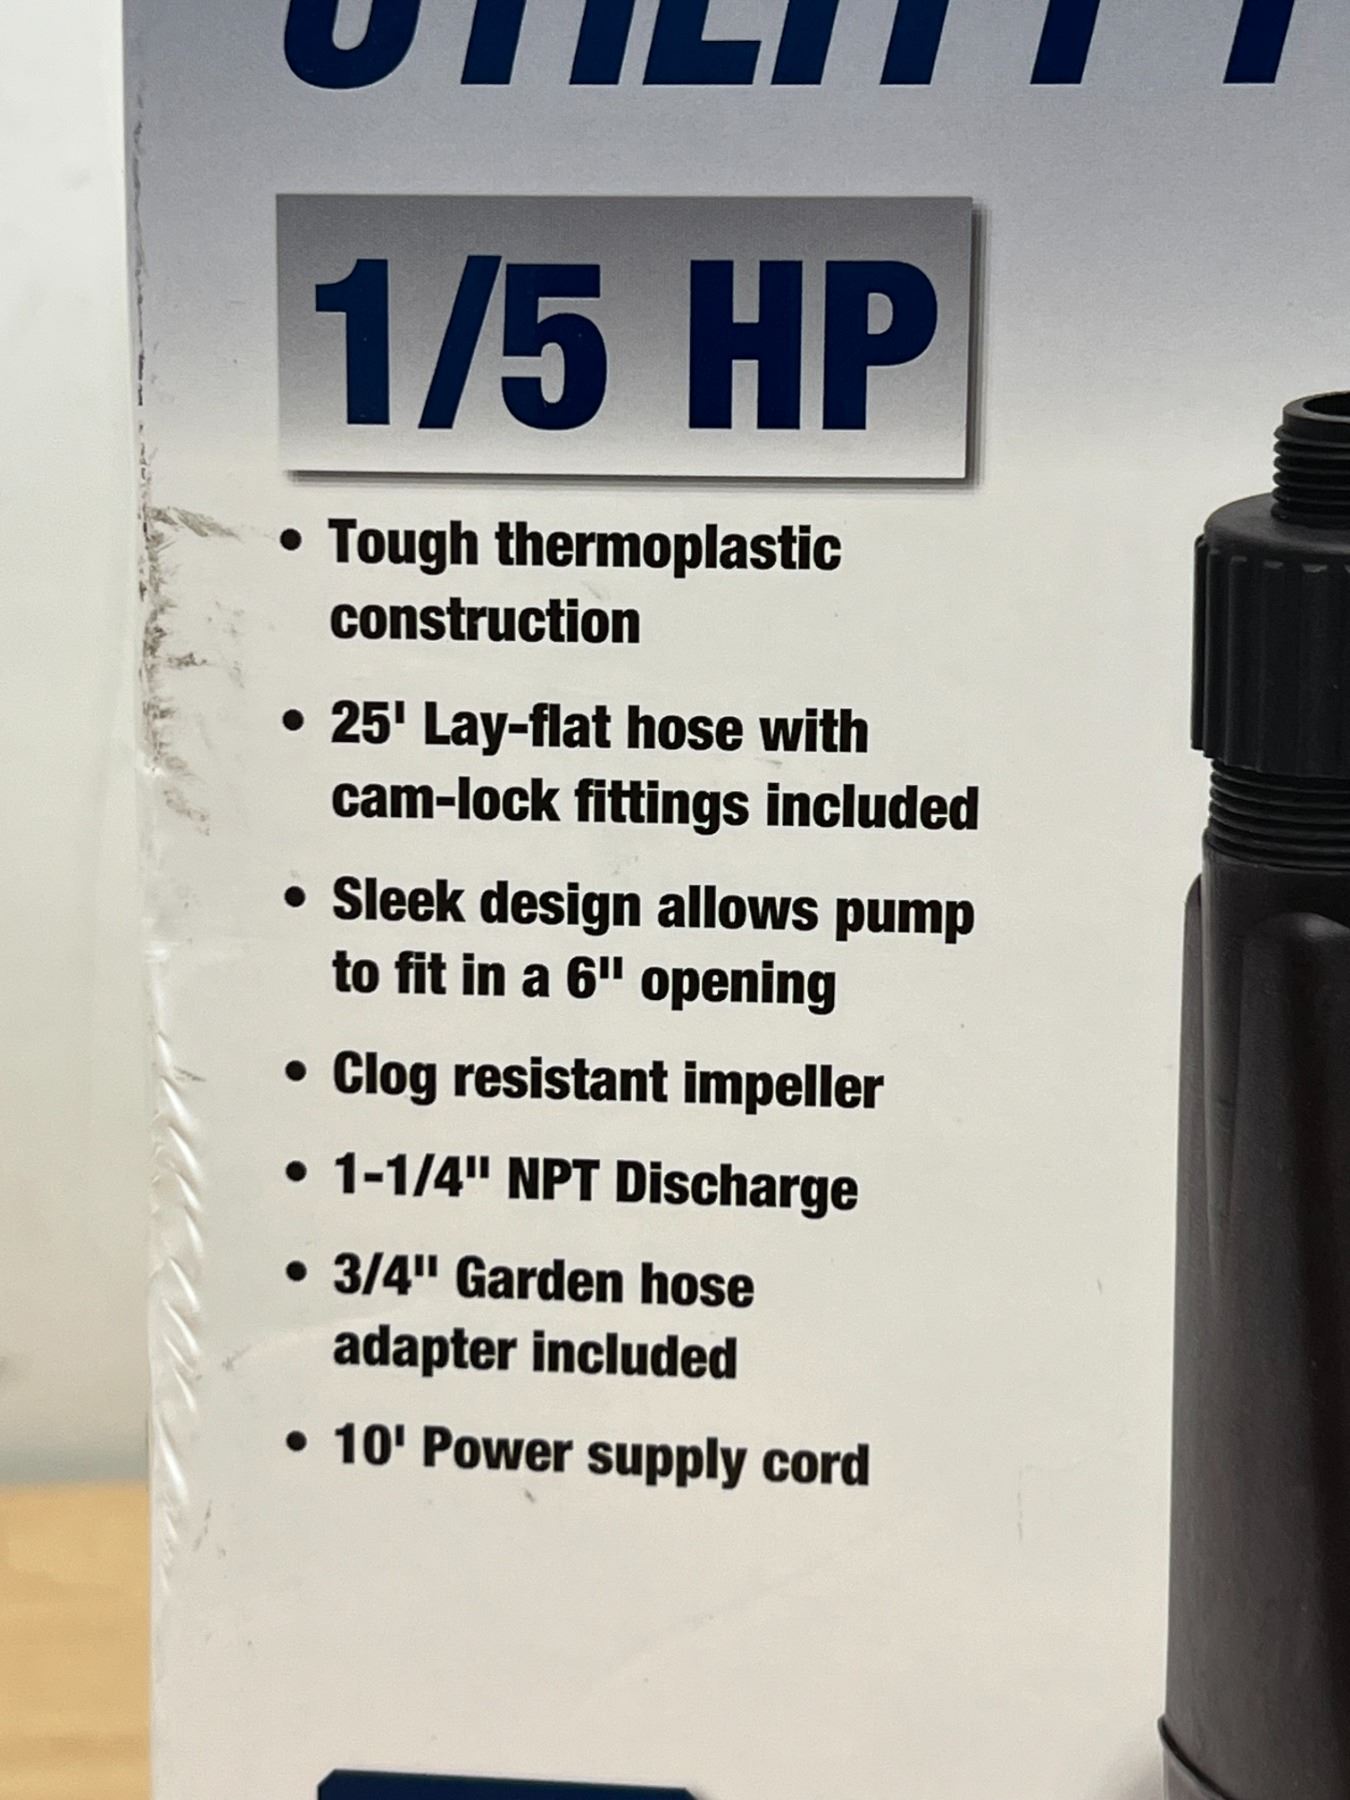 UTILITY
1/5 HP
• Tough thermoplastic
construction
• 25' Lay-flat hose with
cam-lock fittings included
• Sleek design allows pump
to fit in a 6" opening
• Clog resistant impeller
• 1-1/4" NPT Discharge
• 3/4" Garden hose
adapter included
• 10' Power supply cord